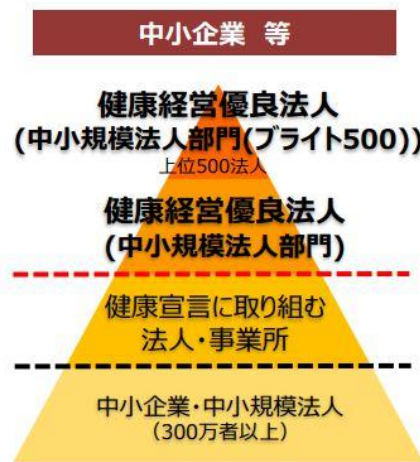 中小企業 等
健康経営優良法人
(中小規模法人部門(ブライト500))
上位500法人
健康経営優良法人
(中小規模法人部門)
健康宣言に取り組む
法人・事業所
中小企業・中小規模法人
（300万者以上）